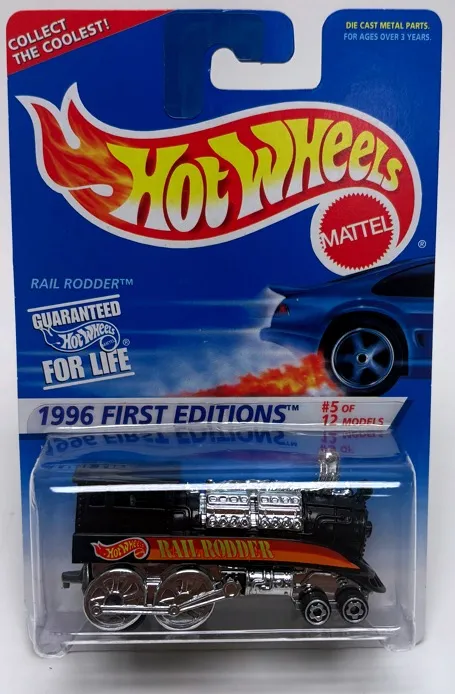 COLLECT
THE COOLEST!
DIE CAST METAL PARTS.
FOR AGES OVER 3 YEARS.
HOT WHEELS
MATTEL
®
RAIL RODDER™
GUARANTEED
HOT WHEELS
FOR LIFE
1996 FIRST EDITIONS™
#5 OF
12 MODELS
HOT WHEELS
RAIL RODDER